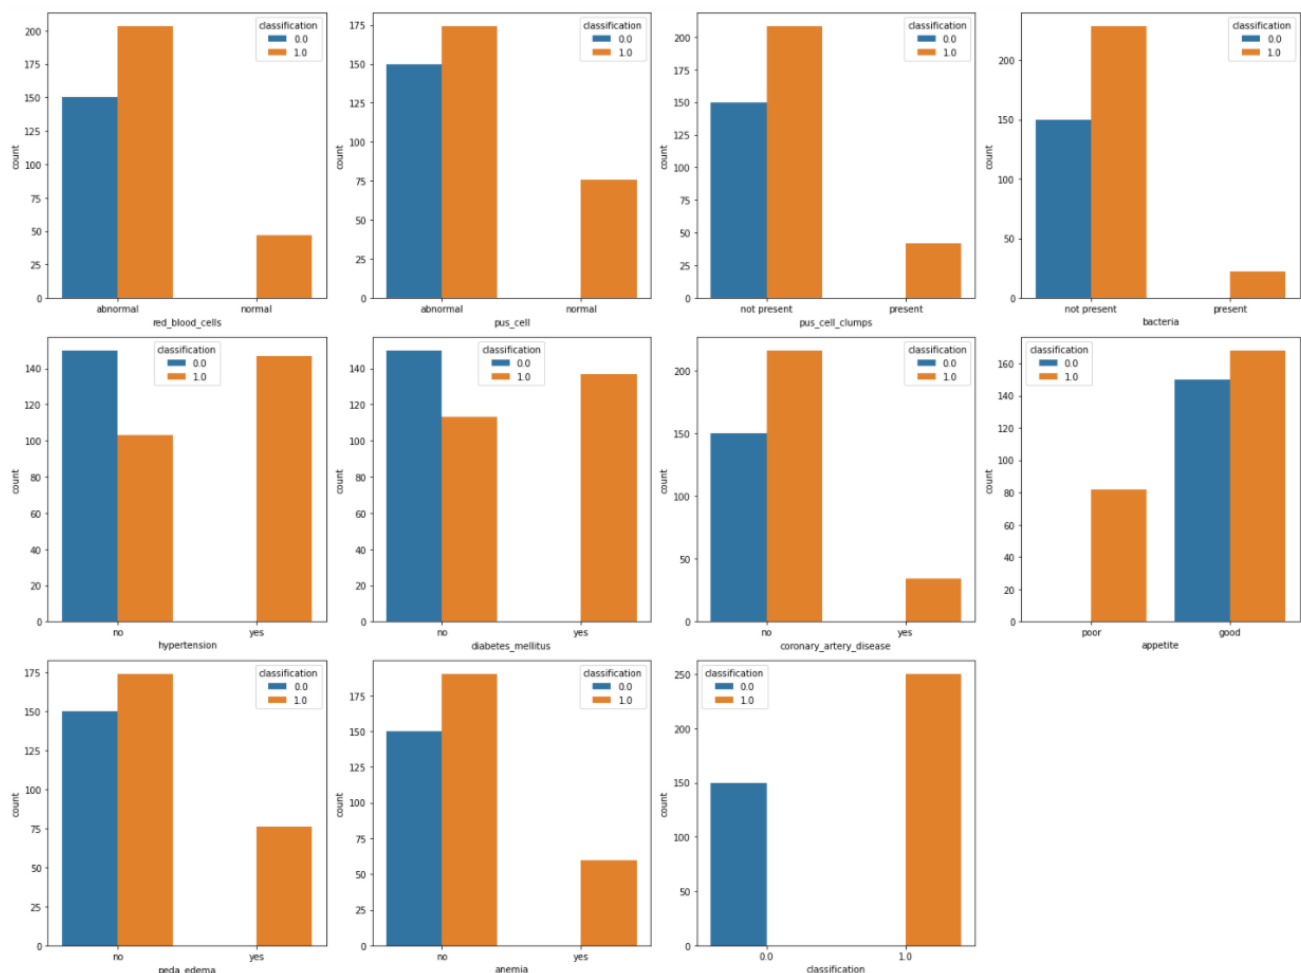 classification
0.0
1.0
200
175
150
125
100
75
50
25
0
count
abnormal normal
red_blood_cells
classification
0.0
1.0
175
150
125
100
75
50
25
0
count
abnormal normal
pus_cell
classification
0.0
1.0
200
175
150
125
100
75
50
25
0
count
not present present
pus_cell_clumps
classification
0.0
1.0
200
150
100
50
0
count
not present present
bacteria
classification
0.0
1.0
140
120
100
80
60
40
20
0
count
no yes
hypertension
classification
0.0
1.0
140
120
100
80
60
40
20
0
count
no yes
diabetes_mellitus
classification
0.0
1.0
200
150
100
50
0
count
no yes
coronary_artery_disease
classification
0.0
1.0
160
140
120
100
80
60
40
20
0
count
poor good
appetite
classification
0.0
1.0
175
150
125
100
75
50
25
0
count
no yes
peda_edema
classification
0.0
1.0
175
150
125
100
75
50
25
0
count
no yes
anemia
classification
0.0
1.0
250
200
150
100
50
0
count
0.0 1.0
classification